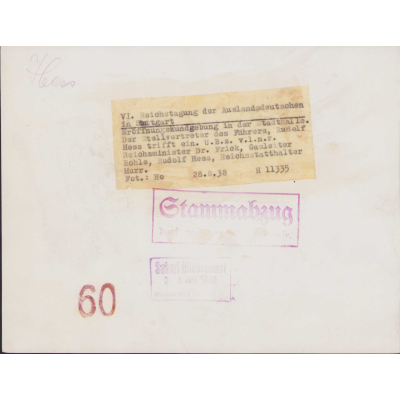 Hess
VI. Reichstagung der Auslandsdeutschen
in Stuttgart
Eröffnungskundgebung in der Stadthalle.
Der Stellvertreter des Führers, Rudolf
Hess trifft ein. U.B.z. v.l.n.r.
Reichsminister Dr. Frick, Gauleiter
Bohle, Rudolf Hess, Reichsstatthalter
Murr.
Fot.: Ho 28.8.38 H 11335
Stammabzug
60